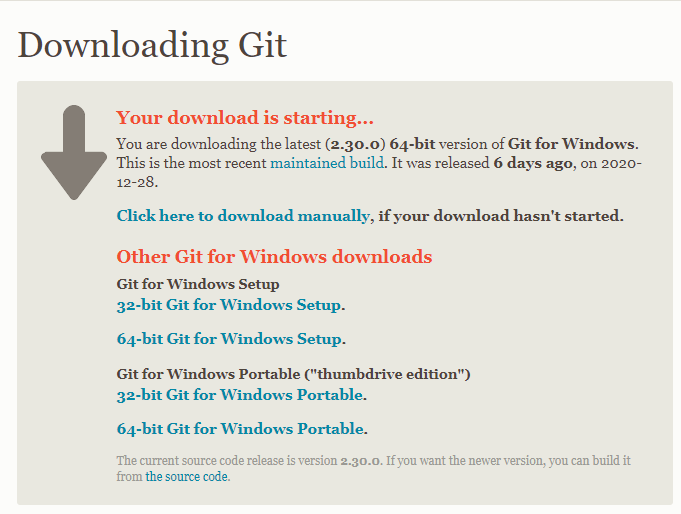 Downloading Git
Your download is starting...
You are downloading the latest (2.30.0) 64-bit version of Git for Windows.
This is the most recent maintained build. It was released 6 days ago, on 2020-
12-28.
Click here to download manually, if your download hasn't started.
Other Git for Windows downloads
Git for Windows Setup
32-bit Git for Windows Setup.
64-bit Git for Windows Setup.
Git for Windows Portable ("thumbdrive edition")
32-bit Git for Windows Portable.
64-bit Git for Windows Portable.
The current source code release is version 2.30.0. If you want the newer version, you can build it
from the source code.